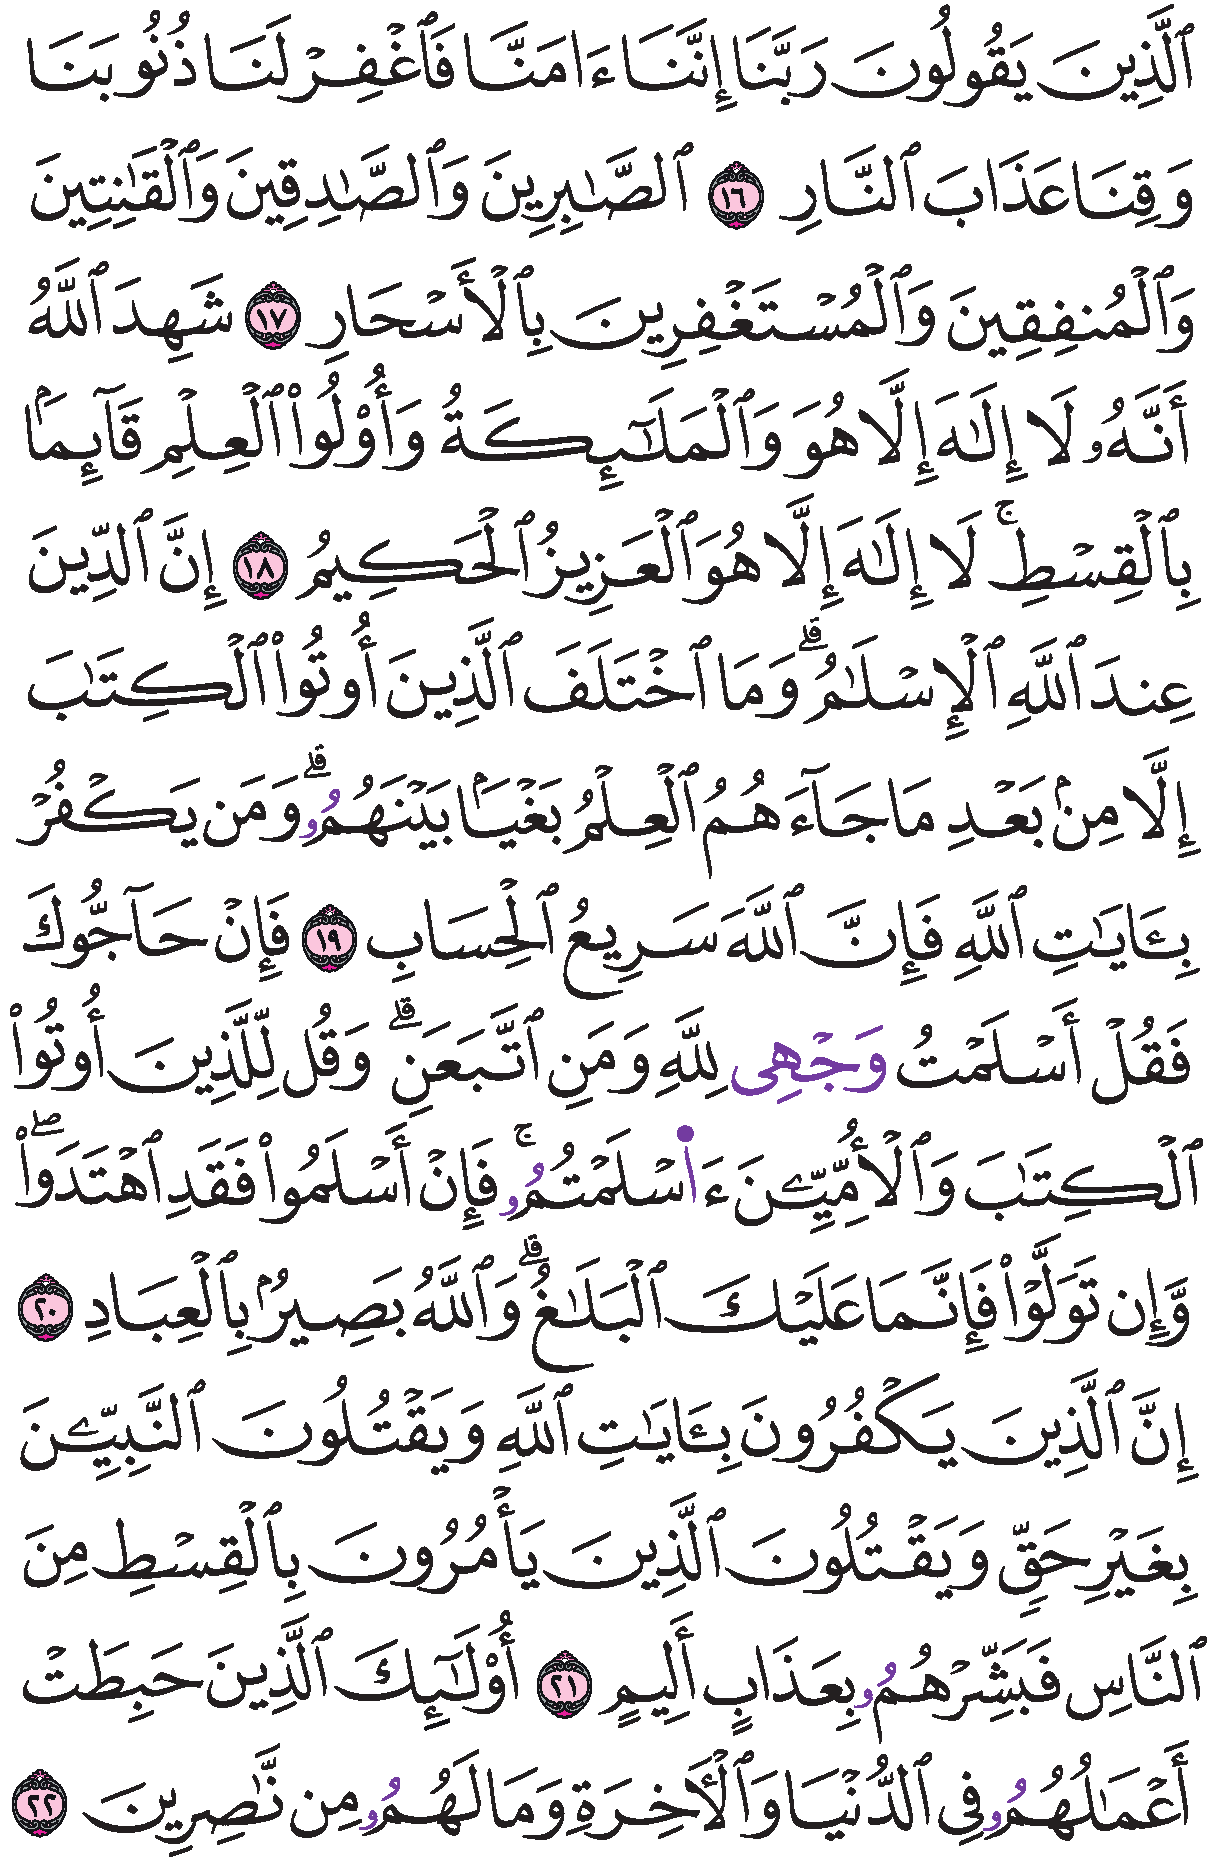 ٱلَّذِينَ يَقُولُونَ رَبَّنَا إِنَّنَا ءَامَنَّا فَٱغۡفِرۡ لَنَا ذُنُوبَنَا
وَقِنَا عَذَابَ ٱلنَّارِ ١٦ ٱلصَّٰبِرِينَ وَٱلصَّٰدِقِينَ وَٱلۡقَٰنِتِينَ
وَٱلۡمُنفِقِينَ وَٱلۡمُسۡتَغۡفِرِينَ بِٱلۡأَسۡحَارِ ١٧ شَهِدَ ٱللَّهُ
أَنَّهُۥ لَا إِلَٰهَ إِلَّا هُوَ وَٱلۡمَلَٰٓئِكَةُ وَأُوْلُواْ ٱلۡعِلۡمِ قَآئِمَۢا
بِٱلۡقِسۡطِۚ لَا إِلَٰهَ إِلَّا هُوَ ٱلۡعَزِيزُ ٱلۡحَكِيمُ ١٨ إِنَّ ٱلدِّينَ
عِندَ ٱللَّهِ ٱلۡإِسۡلَٰمُۗ وَمَا ٱخۡتَلَفَ ٱلَّذِينَ أُوتُواْ ٱلۡكِتَٰبَ
إِلَّا مِنۢ بَعۡدِ مَا جَآءَهُمُ ٱلۡعِلۡمُ بَغۡيَۢا بَيۡنَهُمُۥۗ وَمَن يَكۡفُرۡ
بِـَٔايَٰتِ ٱللَّهِ فَإِنَّ ٱللَّهَ سَرِيعُ ٱلۡحِسَابِ ١٩ فَإِنۡ حَآجُّوكَ
فَقُلۡ أَسۡلَمۡتُ وَجۡهِي لِلَّهِ وَمَنِ ٱتَّبَعَنِۗ وَقُل لِّلَّذِينَ أُوتُواْ
ٱلۡكِتَٰبَ وَٱلۡأُمِّيِّـۧنَ ءَا۬سۡلَمۡتُمُۥۚ فَإِنۡ أَسۡلَمُواْ فَقَدِ ٱهۡتَدَواْۖ
وَّإِن تَوَلَّوۡاْ فَإِنَّمَا عَلَيۡكَ ٱلۡبَلَٰغُۗ وَٱللَّهُ بَصِيرُۢ بِٱلۡعِبَادِ ٢٠
إِنَّ ٱلَّذِينَ يَكۡفُرُونَ بِـَٔايَٰتِ ٱللَّهِ وَيَقۡتُلُونَ ٱلنَّبِيِّـۧنَ
بِغَيۡرِ حَقّٖ وَيَقۡتُلُونَ ٱلَّذِينَ يَأۡمُرُونَ بِٱلۡقِسۡطِ مِنَ
ٱلنَّاسِ فَبَشِّرۡهُمُۥ بِعَذَابٍ أَلِيمٍ ٢١ أُوْلَٰٓئِكَ ٱلَّذِينَ حَبِطَتۡ
أَعۡمَٰلُهُمُۥ فِي ٱلدُّنۡيَا وَٱلۡأٓخِرَةِ وَمَا لَهُمُۥ مِن نَّٰصِرِينَ ٢٢